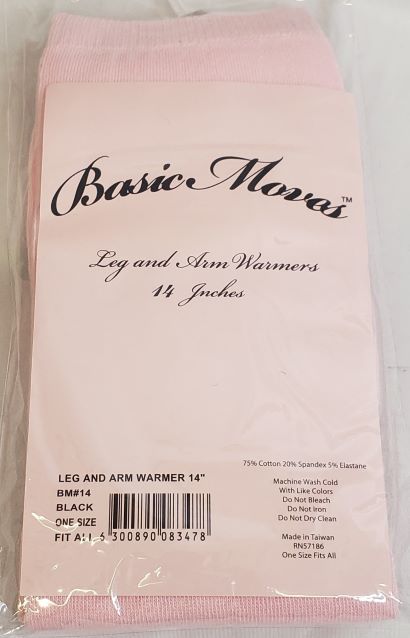 Basic Moves™
Leg and Arm Warmers
14 Inches
75% Cotton 20% Spandex 5% Elastane
Machine Wash Cold
With Like Colors
Do Not Bleach
Do Not Iron
Do Not Dry Clean
Made in Taiwan
RN57186
One Size Fits All
LEG AND ARM WARMER 14"
BM#14
BLACK
ONE SIZE
FIT ALL 6 300890 083478